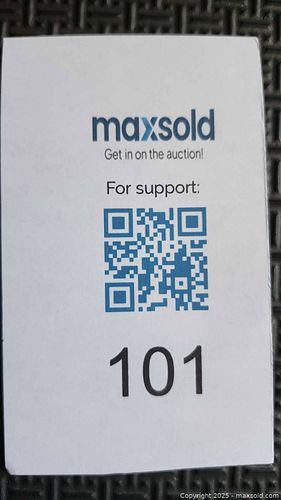 maxsold
Get in on the auction!
For support:
101
Copyright 2025 - maxsold.com